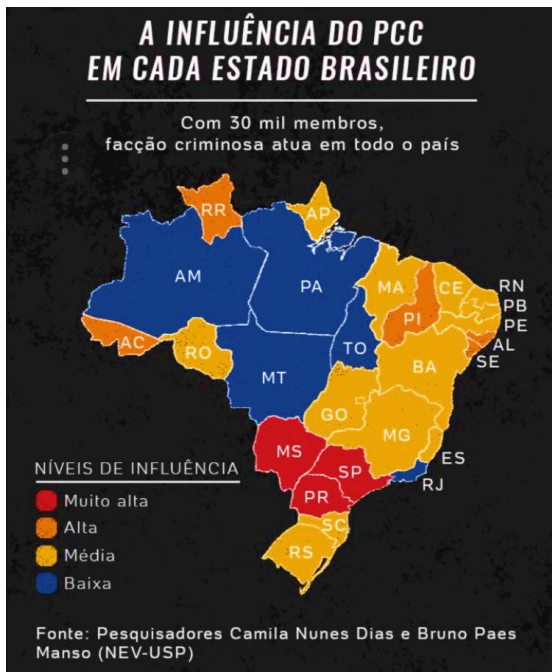 A INFLUÊNCIA DO PCC
EM CADA ESTADO BRASILEIRO
Com 30 mil membros,
facção criminosa atua em todo o país
RR
AP
AM
PA
MA
CE
RN
PB
PE
PI
AL
SE
AC
RO
TO
BA
MT
GO
MG
ES
MS
SP
RJ
PR
SC
RS
NÍVEIS DE INFLUÊNCIA
Muito alta
Alta
Média
Baixa
Fonte: Pesquisadores Camila Nunes Dias e Bruno Paes
Manso (NEV-USP)